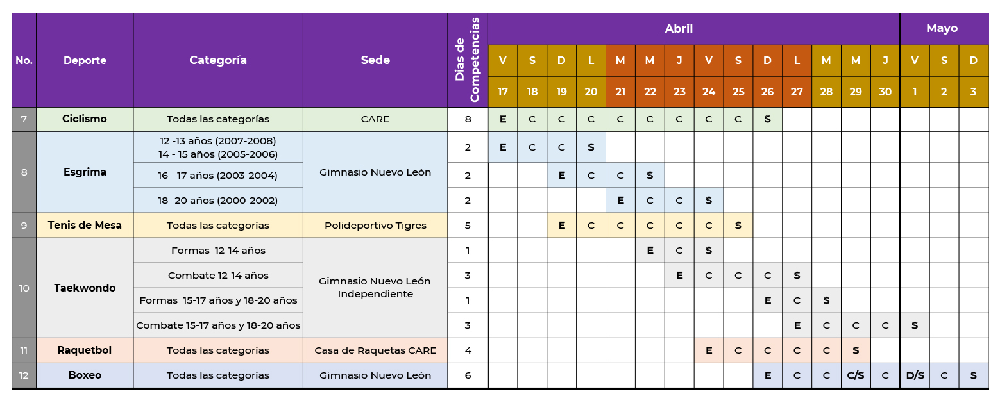 No. Deporte Categoría Sede Dias de Competencias Abril Mayo
V S D L M M J V S D L M M J V S D
17 18 19 20 21 22 23 24 25 26 27 28 29 30 1 2 3
7 Ciclismo Todas las categorías CARE 8 E C C C C C C C C S
8 Esgrima 12 -13 años (2007-2008)
14 - 15 años (2005-2006) Gimnasio Nuevo León 2 E C C S
16 - 17 años (2003-2004) 2 E C C S
18 -20 años (2000-2002) 2 E C C S
9 Tenis de Mesa Todas las categorías Polideportivo Tigres 5 E C C C C C S
10 Taekwondo Formas 12-14 años Gimnasio Nuevo León
Independiente 1 E C S
Combate 12-14 años 3 E C C C S
Formas 15-17 años y 18-20 años 1 E C S
Combate 15-17 años y 18-20 años 3 E C C C S
11 Raquetbol Todas las categorías Casa de Raquetas CARE 4 E C C C C S
12 Boxeo Todas las categorías Gimnasio Nuevo León 6 E C C C/S C D/S C S